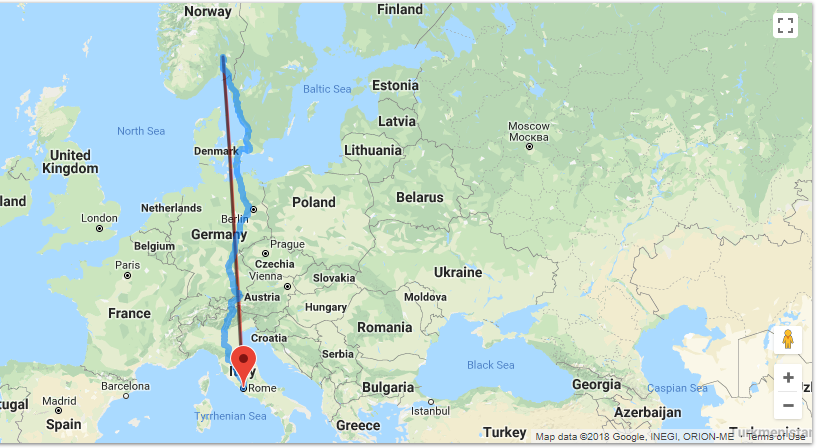 Norway
Finland
Estonia
Baltic Sea
Latvia
North Sea
Moscow
Москва
Denmark
Lithuania
United
Kingdom
Belarus
Poland
Netherlands
London
Berlin
Germany
Belgium
Prague
Paris
Czechia
Ukraine
Vienna
Slovakia
Austria
Moldova
France
Hungary
Romania
Croatia
Serbia
Black Sea
Italy
Rome
Georgia
Caspian Sea
Barcelona
Bulgaria
Madrid
Istanbul
Azerbaijan
Tyrrhenian Sea
Spain
Greece
Turkey
Turkmenistan
Map data ©2018 Google, INEGI, ORION-ME
Terms of Use